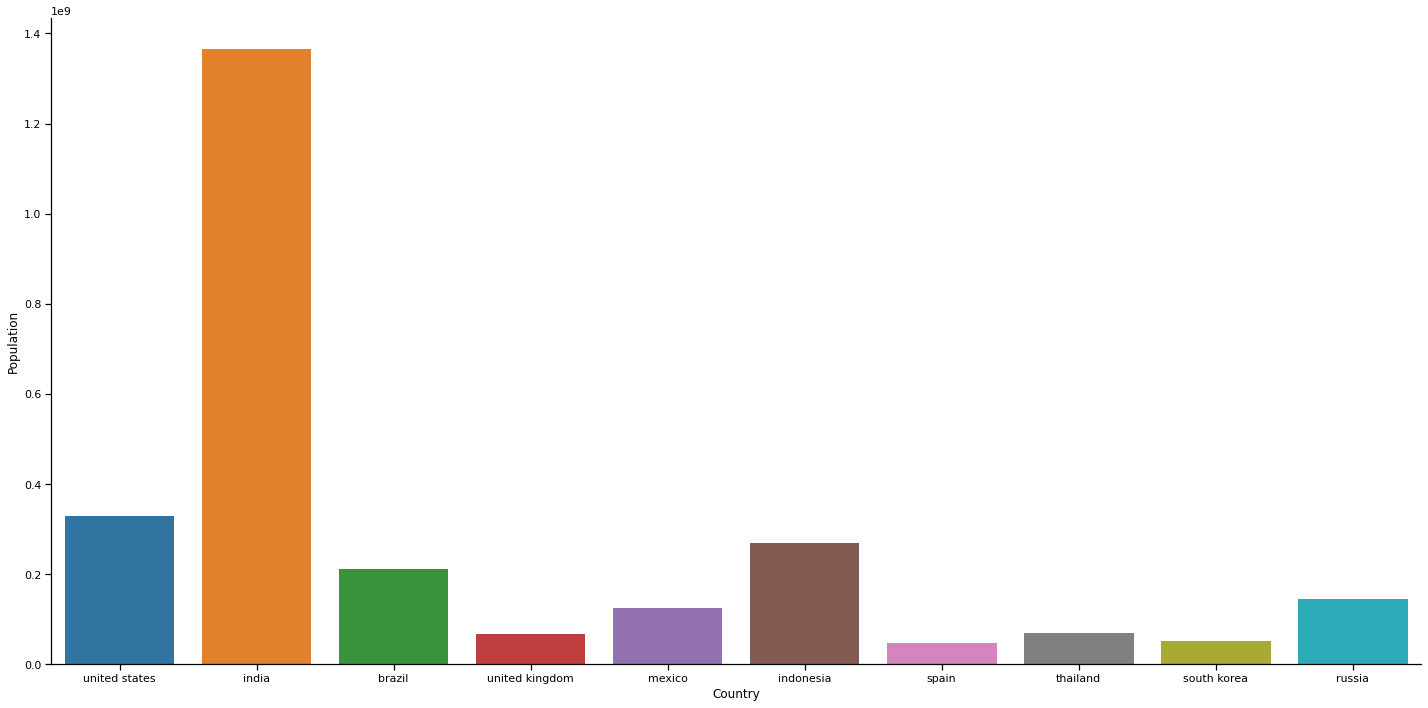 1e9
1.4
1.2
1.0
0.8
0.6
0.4
0.2
0.0
Population
united states india brazil united kingdom mexico indonesia spain thailand south korea russia
Country